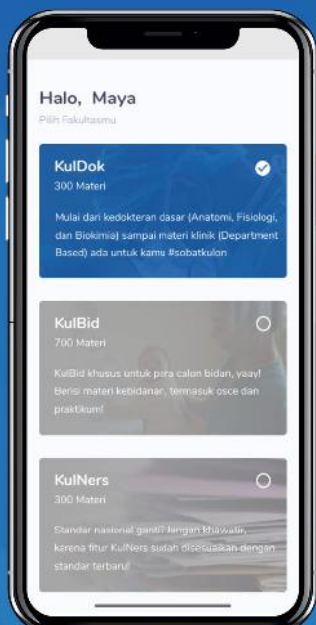 Halo, Maya
Pilih Fakultasmu
KulDok
300 Materi
Mulai dari kedokteran dasar (Anatomi, Fisiologi,
dan Biokimia) sampai materi klinik (Department
Based) ada untuk kamu #sobatkulon
KulBid
700 Materi
KulBid khusus untuk para calon bidan, yaay!
Berisi materi kebidanan, termasuk osce dan
praktikum!
KulNers
300 Materi
Standar nasional ganti? Jangan khawatir,
karena fitur KulNers sudah disesuaikan dengan
standar terbaru!